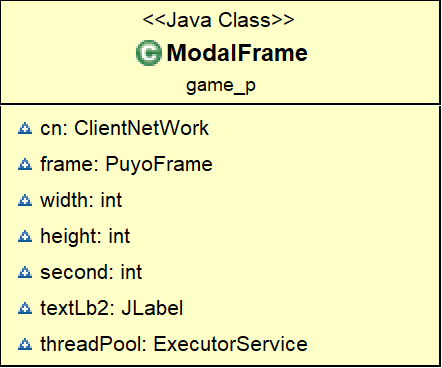 <<Java Class>>
C ModalFrame
game_p
cn: ClientNetWork
frame: PuyoFrame
width: int
height: int
second: int
textLb2: JLabel
threadPool: ExecutorService